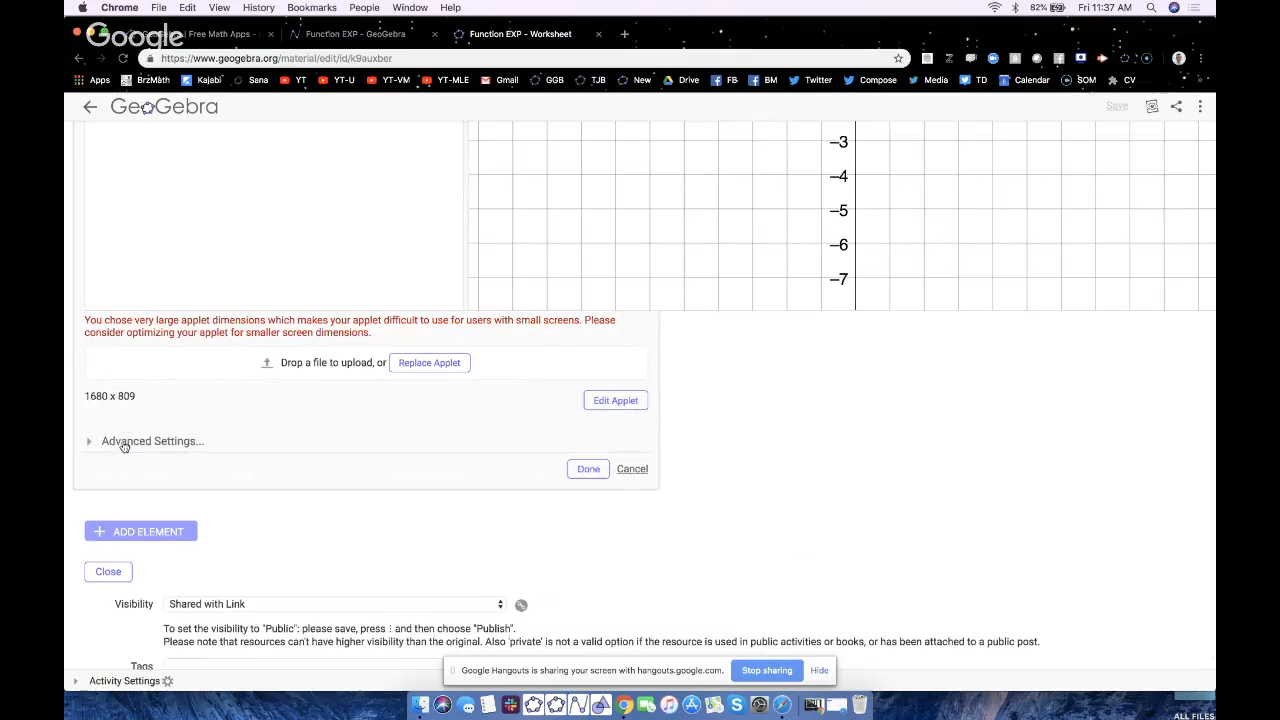 Chrome File Edit View History Bookmarks People Window Help 82% Fri 11:37 AM
Google | Free Math Apps - Function EXP - GeoGebra Function EXP - Worksheet
https://www.geogebra.org/material/edit/id/k9auxber
Apps BrzMath Kajabi Sana YT YT-U YT-VM YT-MLE Gmail GGB TJB New Drive FB BM Twitter Compose Media TD Calendar SOM CV
GeoGebra Save
–3
–4
–5
–6
–7
You chose very large applet dimensions which makes your applet difficult to use for users with small screens. Please
consider optimizing your applet for smaller screen dimensions.
Drop a file to upload, or Replace Applet
1680 x 809
Edit Applet
Advanced Settings...
Done Cancel
+ ADD ELEMENT
Close
Visibility Shared with Link
To set the visibility to "Public": please save, press ⋮ and then choose "Publish".
Please note that resources can't have higher visibility than the original. Also 'private' is not a valid option if the resource is used in public activities or books, or has been attached to a public post.
Tags
Google Hangouts is sharing your screen with hangouts.google.com. Stop sharing Hide
Activity Settings
ALL FILES